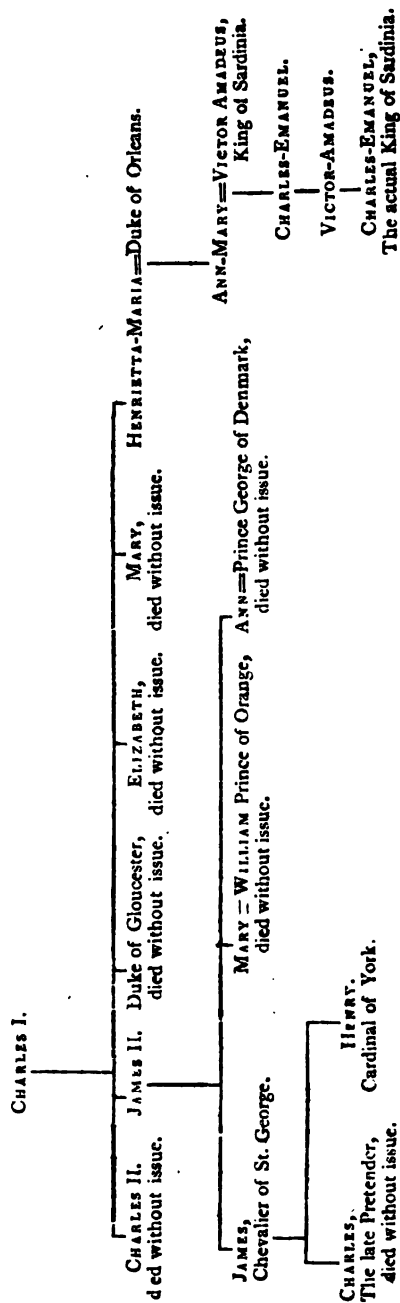 CHARLES I.
CHARLES II.
d ed without issue.
JAMES II.
Duke of Gloucester,
died without issue.
ELIZABETH,
died without issue.
MARY,
died without issue.
HENRIETTA-MARIA=Duke of Orleans.
JAMES,
Chevalier of St. George.
MARY = WILLIAM Prince of Orange,
died without issue.
ANN=Prince George of Denmark,
died without issue.
ANN-MARY=VICTOR AMADEUS,
King of Sardinia.
CHARLES,
The late Pretender,
died without issue.
HENRY.
Cardinal of York.
CHARLES-EMANUEL.
VICTOR-AMADEUS.
CHARLES-EMANUEL,
The actual King of Sardinia.